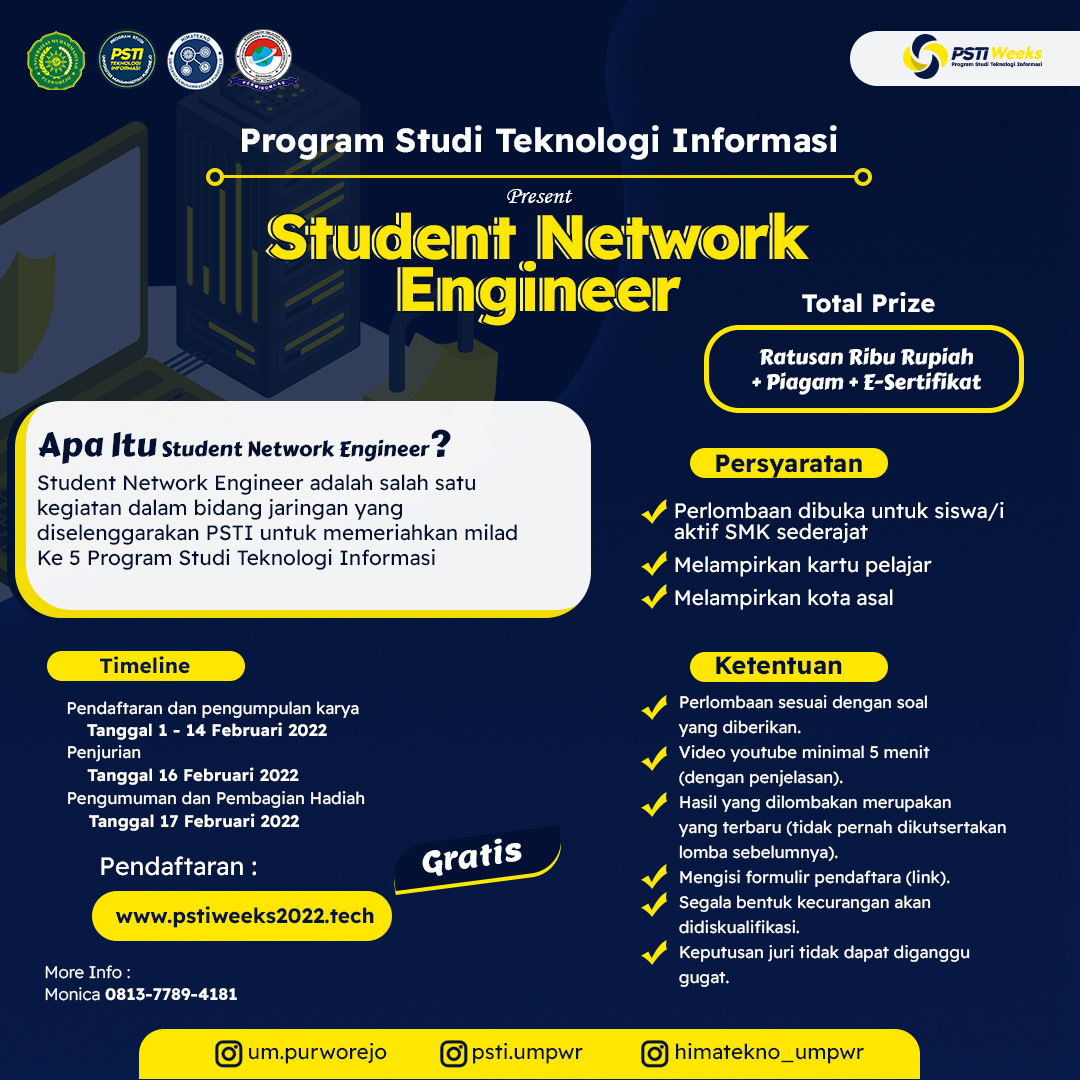 PSTI
TEKNOLOGI
INFORMASI
HIMATEKNO
PSTI Weeks
Program Studi Teknologi Informasi
Program Studi Teknologi Informasi
Present
Student Network
Engineer
Total Prize
Ratusan Ribu Rupiah
+ Piagam + E-Sertifikat
Apa Itu Student Network Engineer?
Student Network Engineer adalah salah satu
kegiatan dalam bidang jaringan yang
diselenggarakan PSTI untuk memeriahkan milad
Ke 5 Program Studi Teknologi Informasi
Persyaratan
Perlombaan dibuka untuk siswa/i
aktif SMK sederajat
Melampirkan kartu pelajar
Melampirkan kota asal
Timeline
Pendaftaran dan pengumpulan karya
Tanggal 1 - 14 Februari 2022
Penjurian
Tanggal 16 Februari 2022
Pengumuman dan Pembagian Hadiah
Tanggal 17 Februari 2022
Pendaftaran :
Gratis
www.pstiweeks2022.tech
More Info :
Monica 0813-7789-4181
Ketentuan
Perlombaan sesuai dengan soal
yang diberikan.
Video youtube minimal 5 menit
(dengan penjelasan).
Hasil yang dilombakan merupakan
yang terbaru (tidak pernah dikutsertakan
lomba sebelumnya).
Mengisi formulir pendaftara (link).
Segala bentuk kecurangan akan
didiskualifikasi.
Keputusan juri tidak dapat diganggu
gugat.
um.purworejo
psti.umpwr
himatekno_umpwr